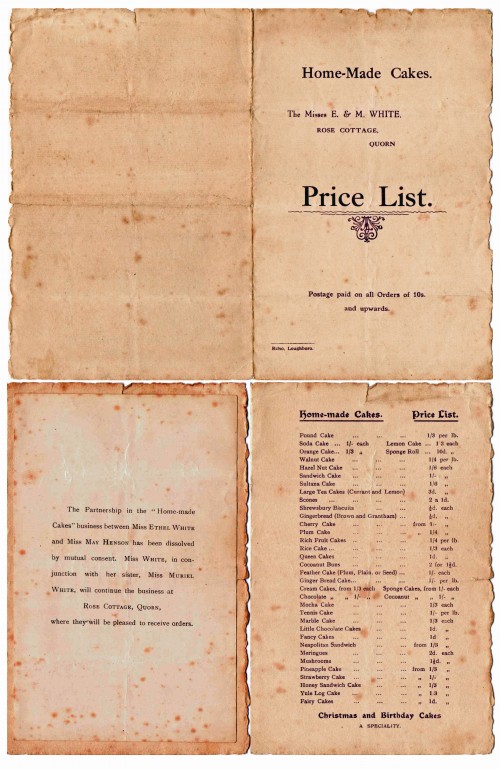 Home-Made Cakes.
The Misses E. & M. WHITE,
ROSE COTTAGE,
QUORN
Price List.
Postage paid on all Orders of 10s.
and upwards.
Echo, Loughboro.
The Partnership in the "Home-made
Cakes" business between Miss ETHEL WHITE
and Miss MAY HENSON has been dissolved
by mutual consent. Miss WHITE, in con-
junction with her sister, Miss MURIEL
WHITE, will continue the business at
ROSE COTTAGE, QUORN,
where they will be pleased to receive orders.
Home-made Cakes. Price List.
Pound Cake ... ... ... 1/2 per lb.
Soda Cake ... 1/- each Lemon Cake ... 1/3 each
Orange Cake... 1/3 „ Sponge Roll ... 10d. „
Walnut Cake ... ... ... 1/4 per lb.
Hazel Nut Cake ... ... ... 1/6 each
Sandwich Cake ... ... ... 1/- „
Sultana Cake ... ... ... 1/6 „
Large Tea Cakes (Currant and Lemon) 3d. „
Scones ... ... ... 2 a 1d.
Shrewsbury Biscuits ... ... ½d. each
Gingerbread (Brown and Grantham) ... ½d. „
Cherry Cake ... ... from 1/- „
Plum Cake ... ... ... 1/4 „
Rich Fruit Cakes ... ... ... 1/4 per lb
Rice Cake ... ... ... ... 1/3 each
Queen Cakes ... ... ... 1d. „
Cocoanut Buns ... ... ... 2 for 1½d.
Feather Cake (Plum, Plain, or Seed) ... 1/- each
Ginger Bread Cake... ... ... 1/- per lb.
Cream Cakes, from 1/3 each Sponge Cakes, from 1/- each
Chocolate „ „ 1/- „ Cocoanut „ „ 1/- „
Mocha Cake ... ... ... 1/3 each
Tennis Cake ... ... ... 1/- per lb.
Marble Cake ... ... ... 1/3 each
Little Chocolate Cakes ... ... 1d. „
Fancy Cakes ... ... ... 1d „
Neapolitan Sandwich ... ... from 1/3 „
Meringues ... ... ... 2d. each
Mushrooms ... ... ... 1½d. „
Pineapple Cake ... ... from 1/3 „
Strawberry Cake ... ... ... „ 1/- „
Honey Sandwich Cake ... ... „ 1/3 „
Yule Log Cake ... ... ... „ 1/3 „
Fairy Cakes ... ... ... „ 1d. „
Christmas and Birthday Cakes
A SPECIALITY.